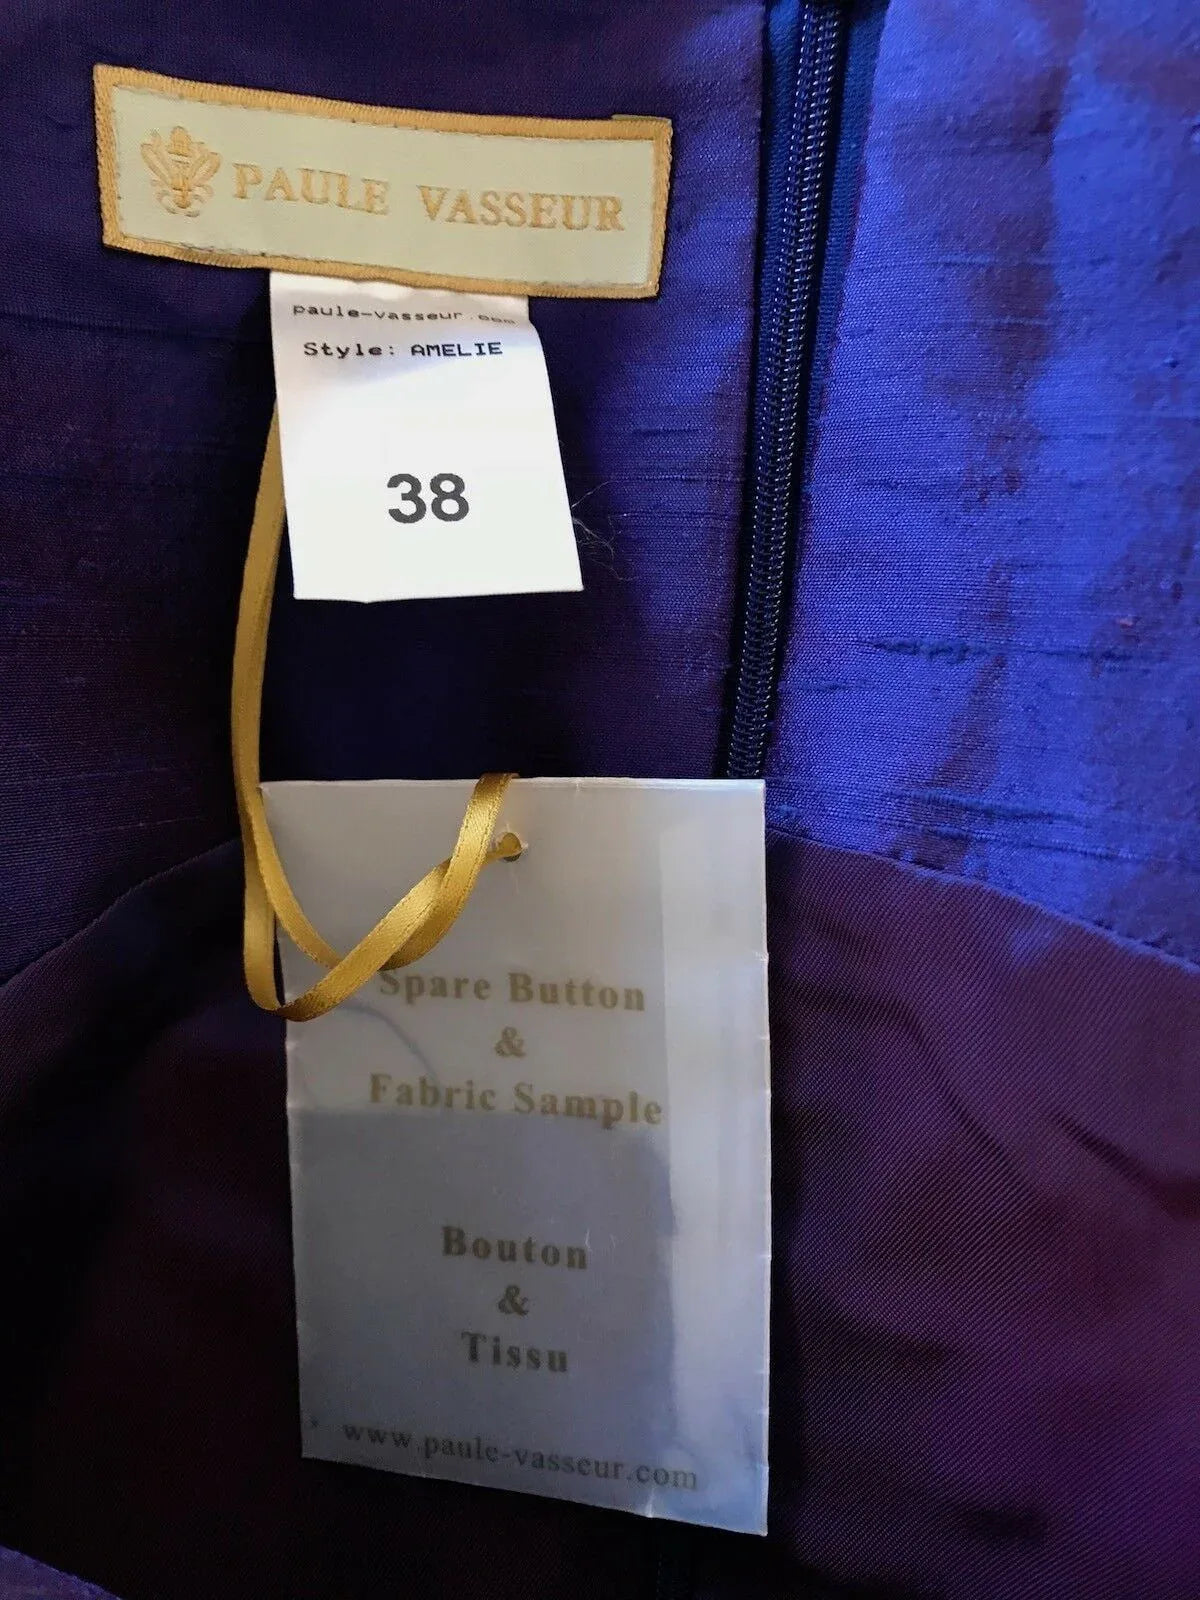 PAULE VASSEUR
paule-vasseur.com
Style: AMELIE
38
Spare Button
&
Fabric Sample
Bouton
&
Tissu
www.paule-vasseur.com